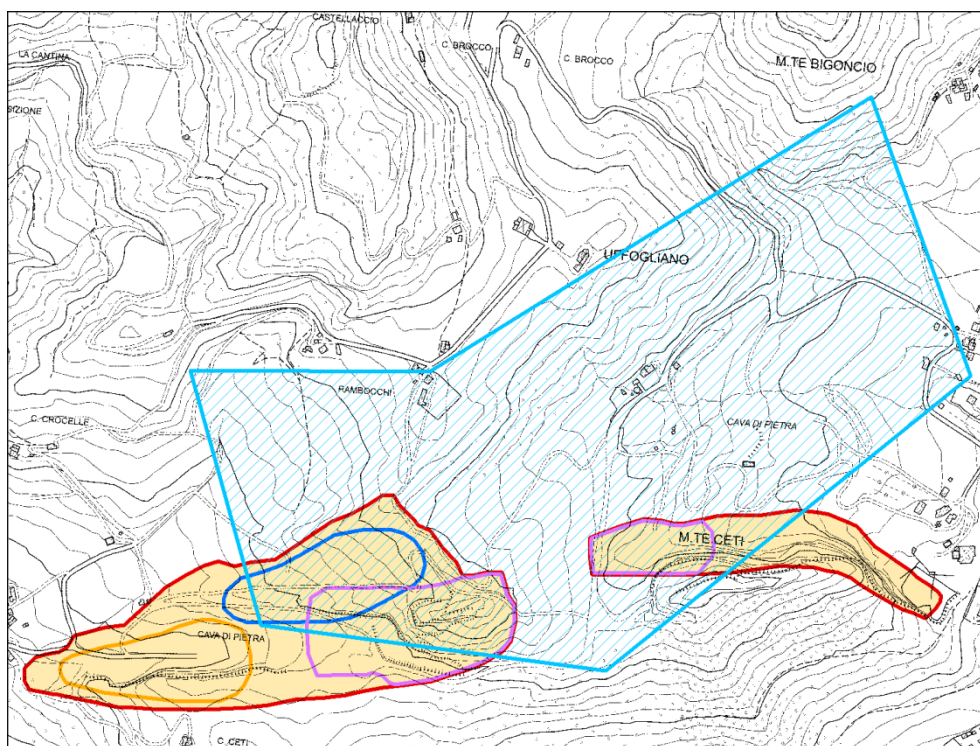 CASTELLACCIO
LA CANTINA
C. BROCCO
C. BROCCO
M.TE BIGONCIO
SIZIONE
UFFOGLIANO
RAMBOCCHI
C. CROCELLE
CAVA DI PIETRA
M.TE CETI
CAVA DI PIETRA
C. CETI